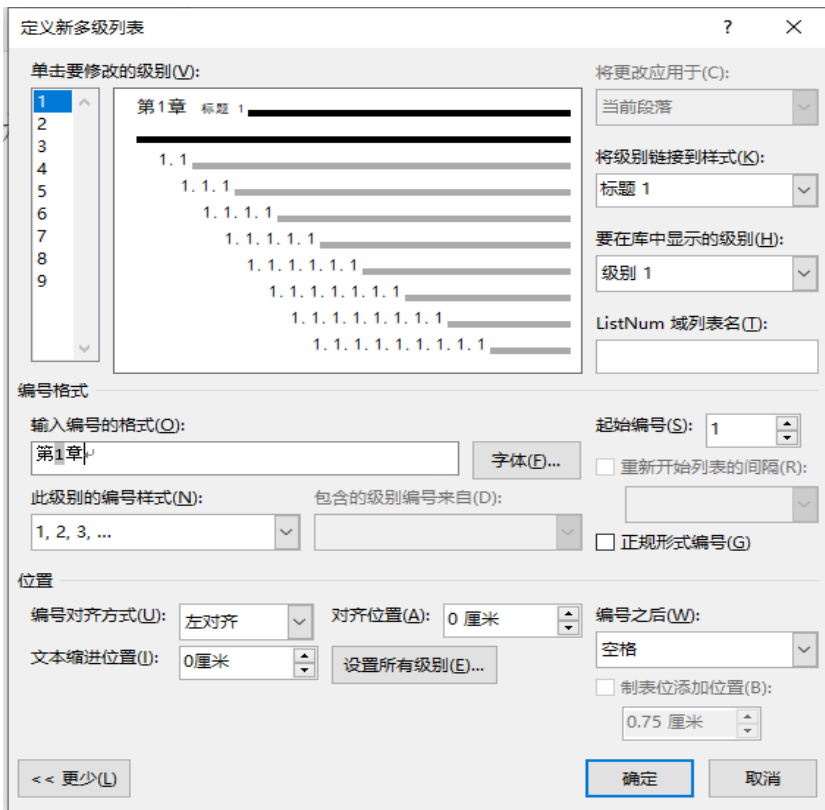 定义新多级列表 ?
单击要修改的级别(V):
1
2
3
4
5
6
7
8
9
第1章 标题 1
1. 1
1. 1. 1
1. 1. 1. 1
1. 1. 1. 1. 1
1. 1. 1. 1. 1. 1
1. 1. 1. 1. 1. 1. 1
1. 1. 1. 1. 1. 1. 1. 1
1. 1. 1. 1. 1. 1. 1. 1. 1
将更改应用于(C):
当前段落
将级别链接到样式(K):
标题 1
要在库中显示的级别(H):
级别 1
ListNum 域列表名(T):
编号格式
输入编号的格式(O):
第1章
字体(F)...
起始编号(S): 1
重新开始列表的间隔(R):
此级别的编号样式(N):
1, 2, 3, ...
包含的级别编号来自(D):
正规形式编号(G)
位置
编号对齐方式(U): 左对齐
对齐位置(A): 0 厘米
文本缩进位置(I): 0厘米
设置所有级别(E)...
编号之后(W):
空格
制表位添加位置(B):
0.75 厘米
<< 更少(L)
确定
取消